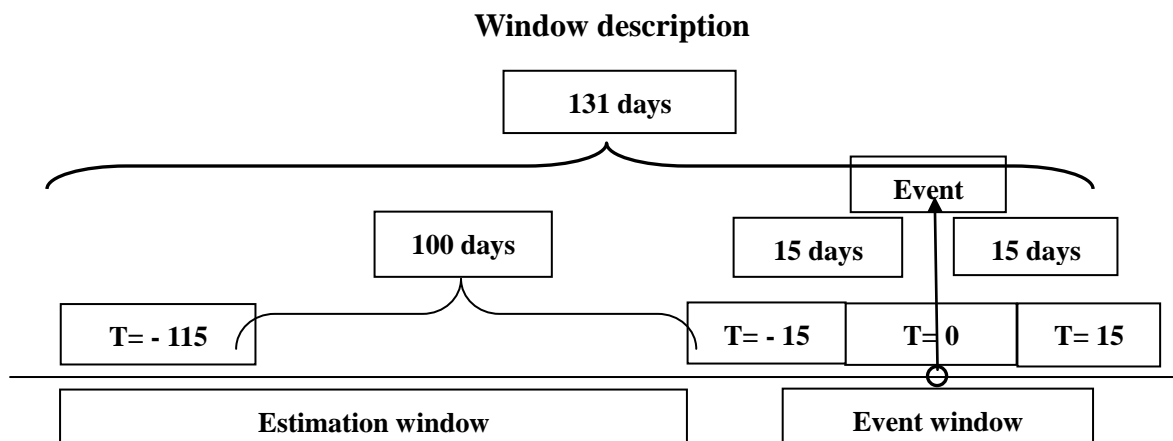 Window description
131 days
Event
100 days
15 days
15 days
T= - 115
T= - 15
T= 0
T= 15
Estimation window
Event window